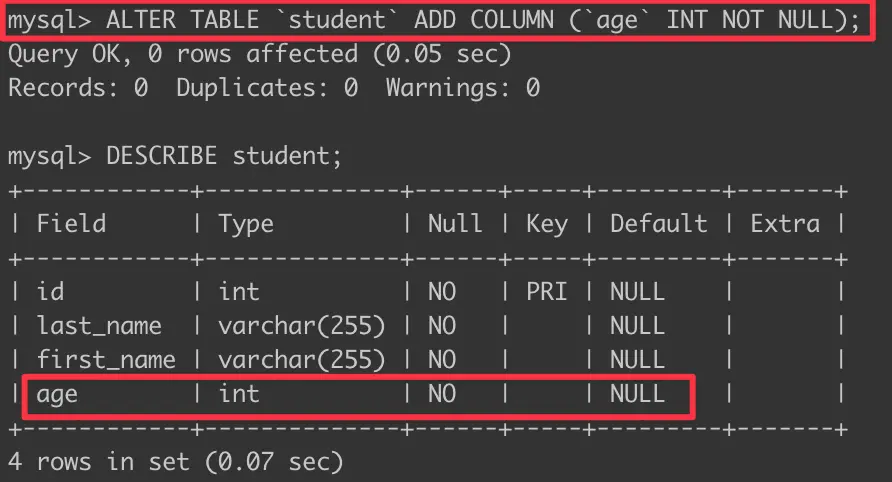 mysql> ALTER TABLE `student` ADD COLUMN (`age` INT NOT NULL);
Query OK, 0 rows affected (0.05 sec)
Records: 0  Duplicates: 0  Warnings: 0

mysql> DESCRIBE student;
+------------+--------------+------+-----+---------+-------+
| Field      | Type         | Null | Key | Default | Extra |
+------------+--------------+------+-----+---------+-------+
| id         | int          | NO   | PRI | NULL    |       |
| last_name  | varchar(255) | NO   |     | NULL    |       |
| first_name | varchar(255) | NO   |     | NULL    |       |
| age        | int          | NO   |     | NULL    |       |
+------------+--------------+------+-----+---------+-------+
4 rows in set (0.07 sec)